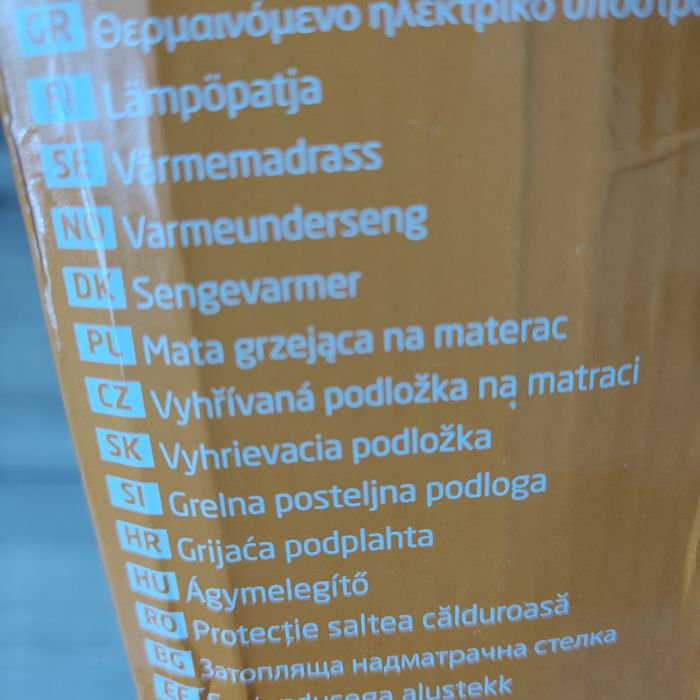 GR Θερμαινόμενο ηλεκτρικό
FI Lämpöpatja
SE Värmemadrass
NO Varmeunderseng
DK Sengevarmer
PL Mata grzejąca na materac
CZ Vyhřívaná podložka na matraci
SK Vyhrievacia podložka
SI Grelna posteljna podloga
HR Grijaća podplahta
HU Ágymelegítő
RO Protecție saltea călduroasă
BG Затопляща надматрачна стелка
EE alustekk